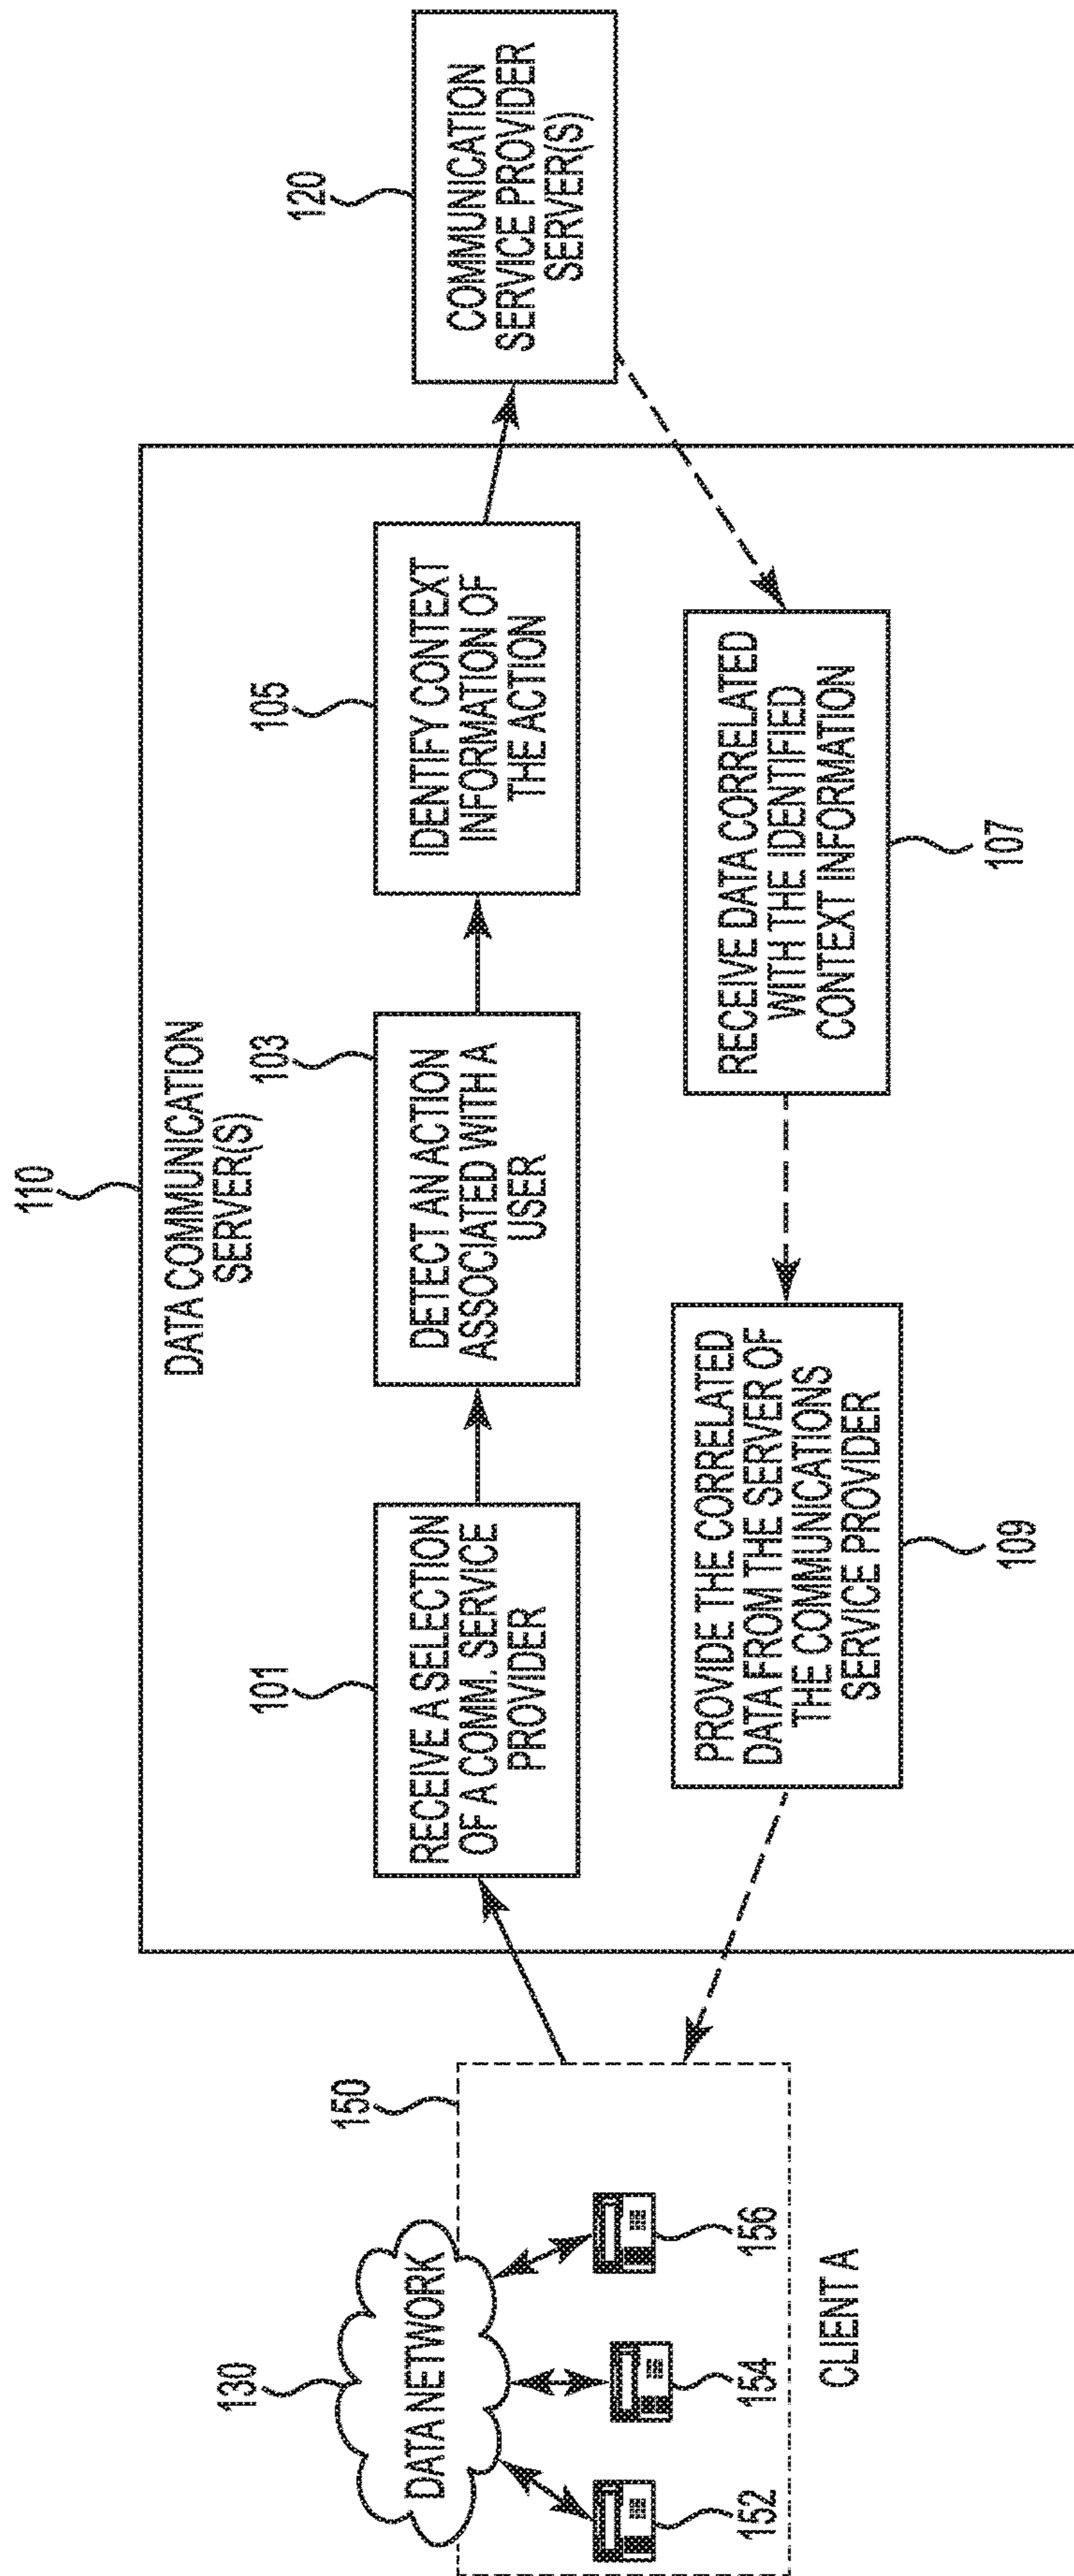 110
DATA COMMUNICATION
SERVER(S)
120
COMMUNICATION
SERVICE PROVIDER
SERVER(S)
101
RECEIVE A SELECTION
OF A COMM. SERVICE
PROVIDER
103
DETECT AN ACTION
ASSOCIATED WITH A
USER
105
IDENTIFY CONTEXT
INFORMATION OF
THE ACTION
130
DATA NETWORK
150
152
154
156
CLIENT A
PROVIDE THE CORRELATED
DATA FROM THE SERVER OF
THE COMMUNICATIONS
SERVICE PROVIDER
109
RECEIVE DATA CORRELATED
WITH THE IDENTIFIED
CONTEXT INFORMATION
107